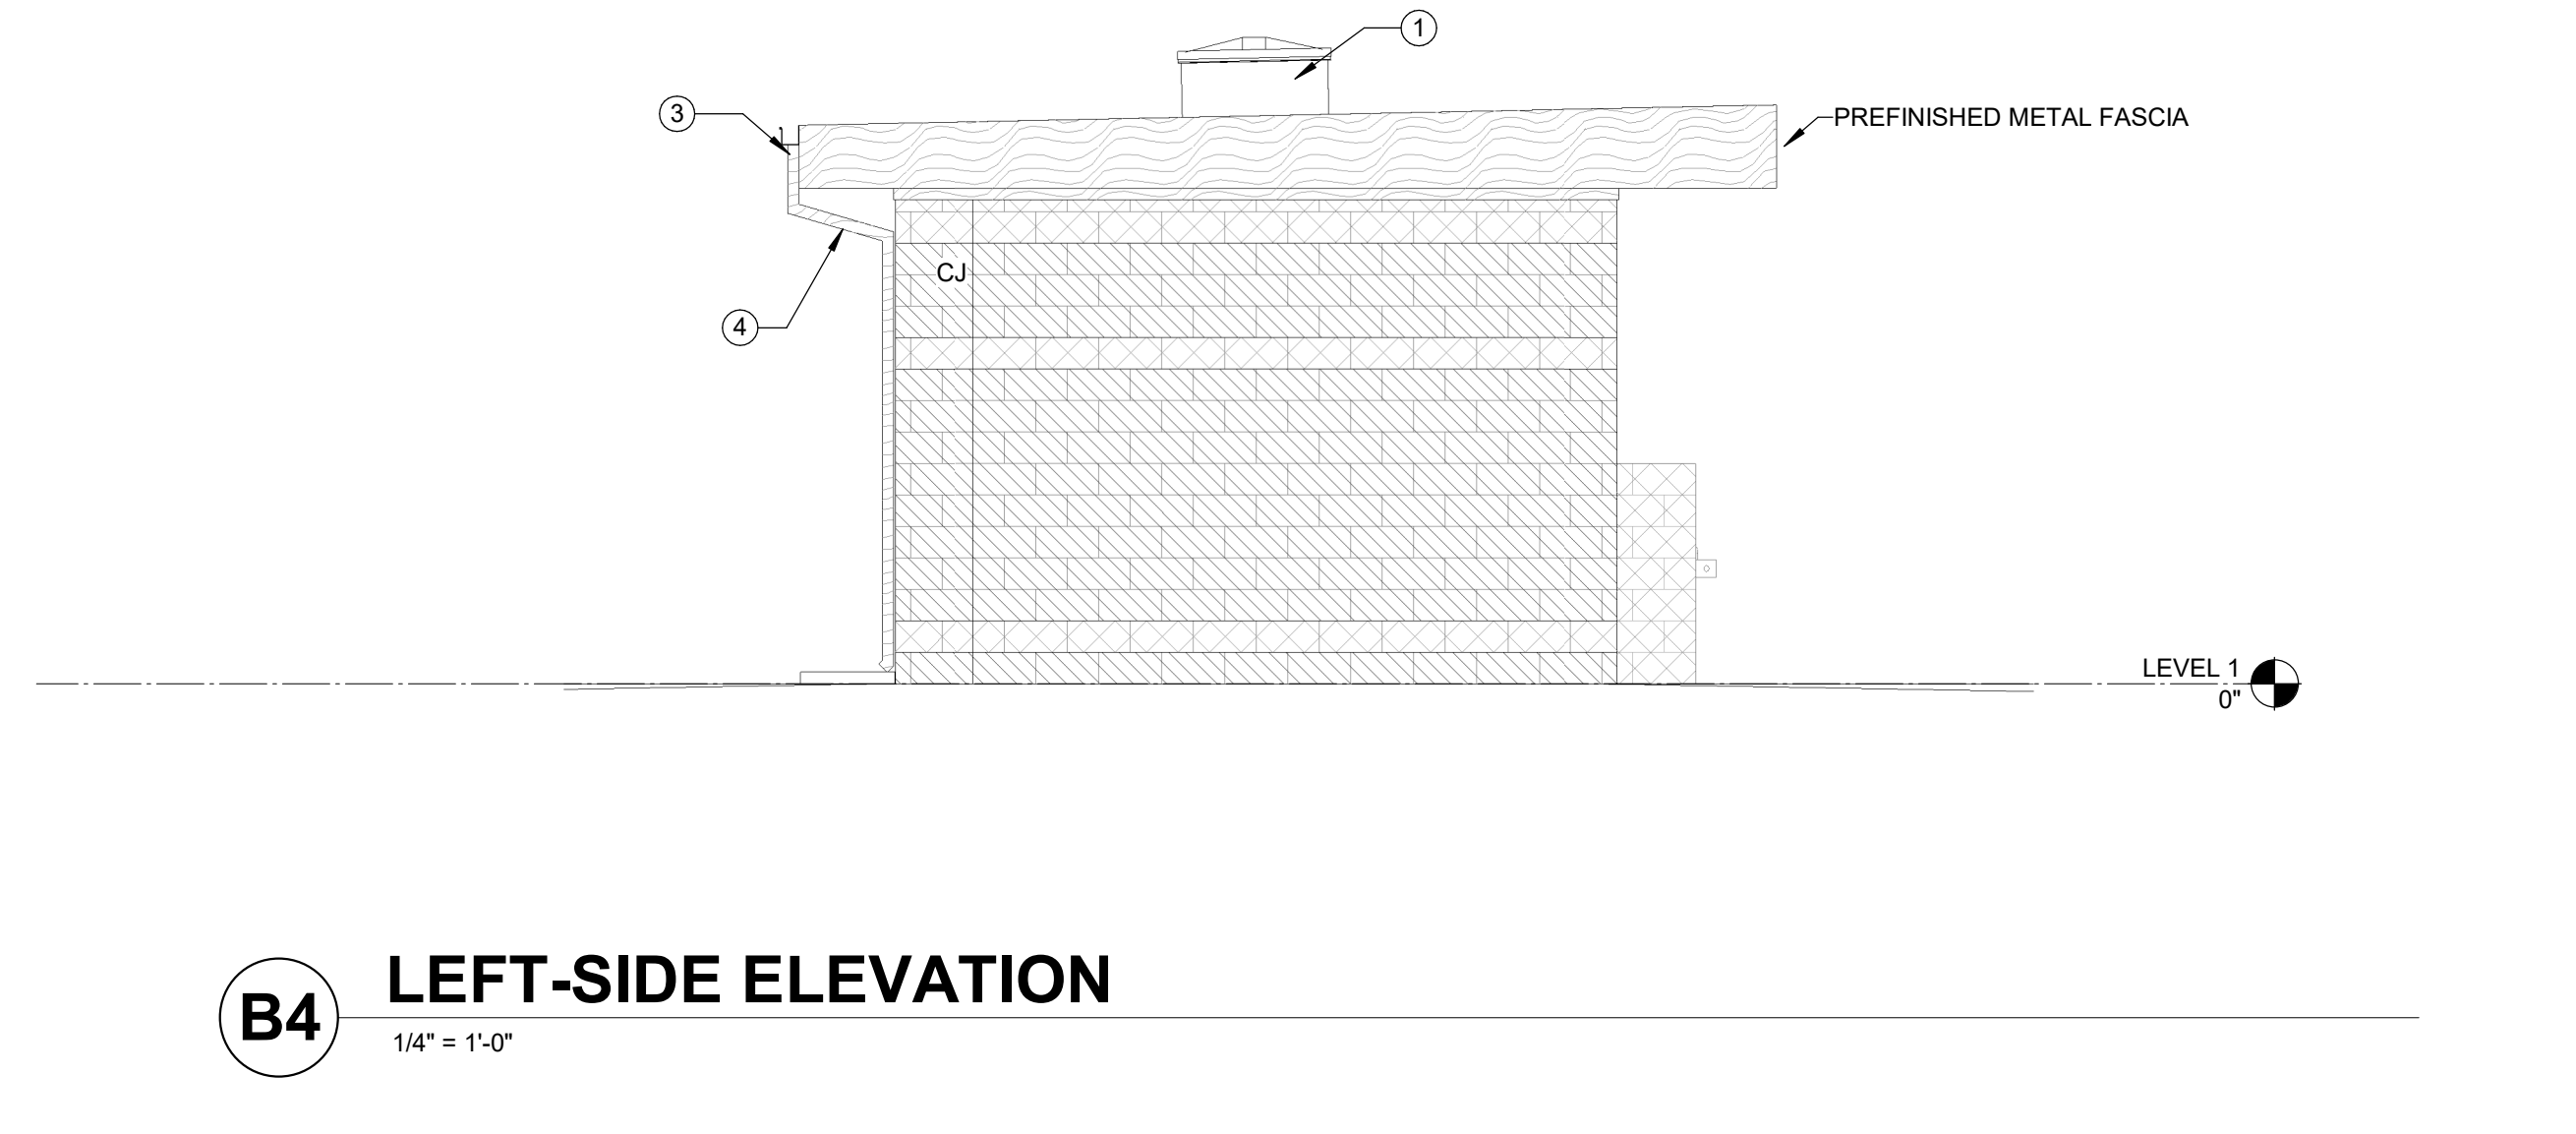 1
3
PREFINISHED METAL FASCIA
CJ
4
LEVEL 1
0"
B4
LEFT-SIDE ELEVATION
1/4" = 1'-0"